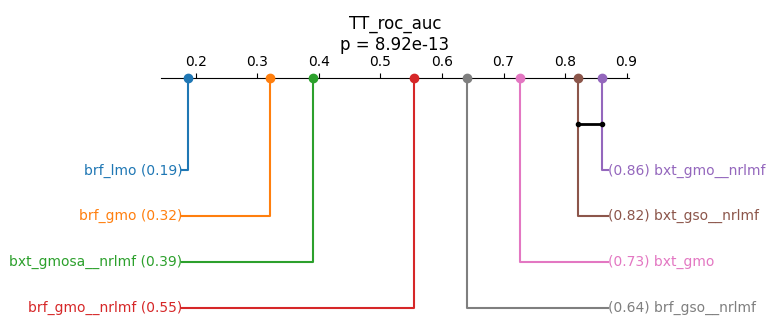 TT_roc_auc
p = 8.92e-13
0.2 0.3 0.4 0.5 0.6 0.7 0.8 0.9
brf_lmo (0.19) (0.86) bxt_gmo__nrlmf
brf_gmo (0.32) (0.82) bxt_gso__nrlmf
bxt_gmosa__nrlmf (0.39) (0.73) bxt_gmo
brf_gmo__nrlmf (0.55) (0.64) brf_gso__nrlmf